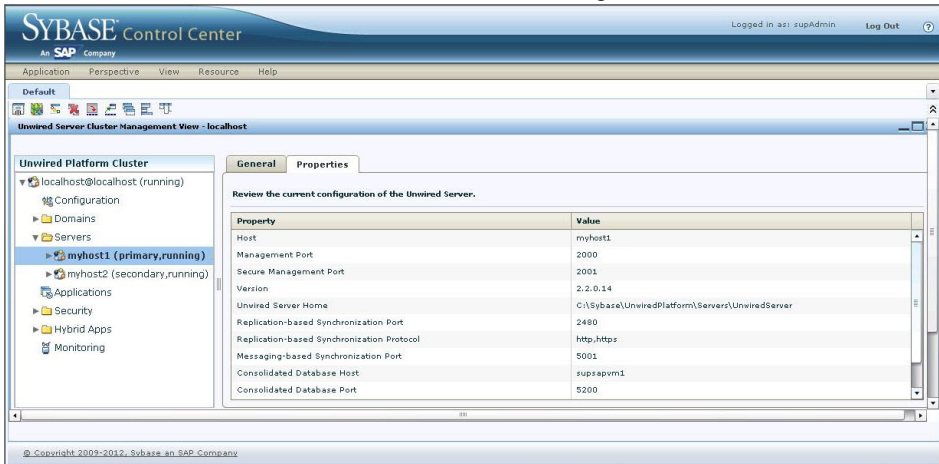 SYBASE Control Center
An SAP Company
Logged in as: supAdmin Log Out ?
Application Perspective View Resource Help
Default
Unwired Server Cluster Management View - localhost
Unwired Platform Cluster
localhost@localhost (running)
Configuration
Domains
Servers
myhost1 (primary,running)
myhost2 (secondary,running)
Applications
Security
Hybrid Apps
Monitoring
General Properties
Review the current configuration of the Unwired Server.
Property Value
Host myhost1
Management Port 2000
Secure Management Port 2001
Version 2.2.0.14
Unwired Server Home C:\Sybase\UnwiredPlatform\Servers\UnwiredServer
Replication-based Synchronization Port 2480
Replication-based Synchronization Protocol http,https
Messaging-based Synchronization Port 5001
Consolidated Database Host supsapvm1
Consolidated Database Port 5200
© Copyright 2009-2012, Sybase an SAP Company